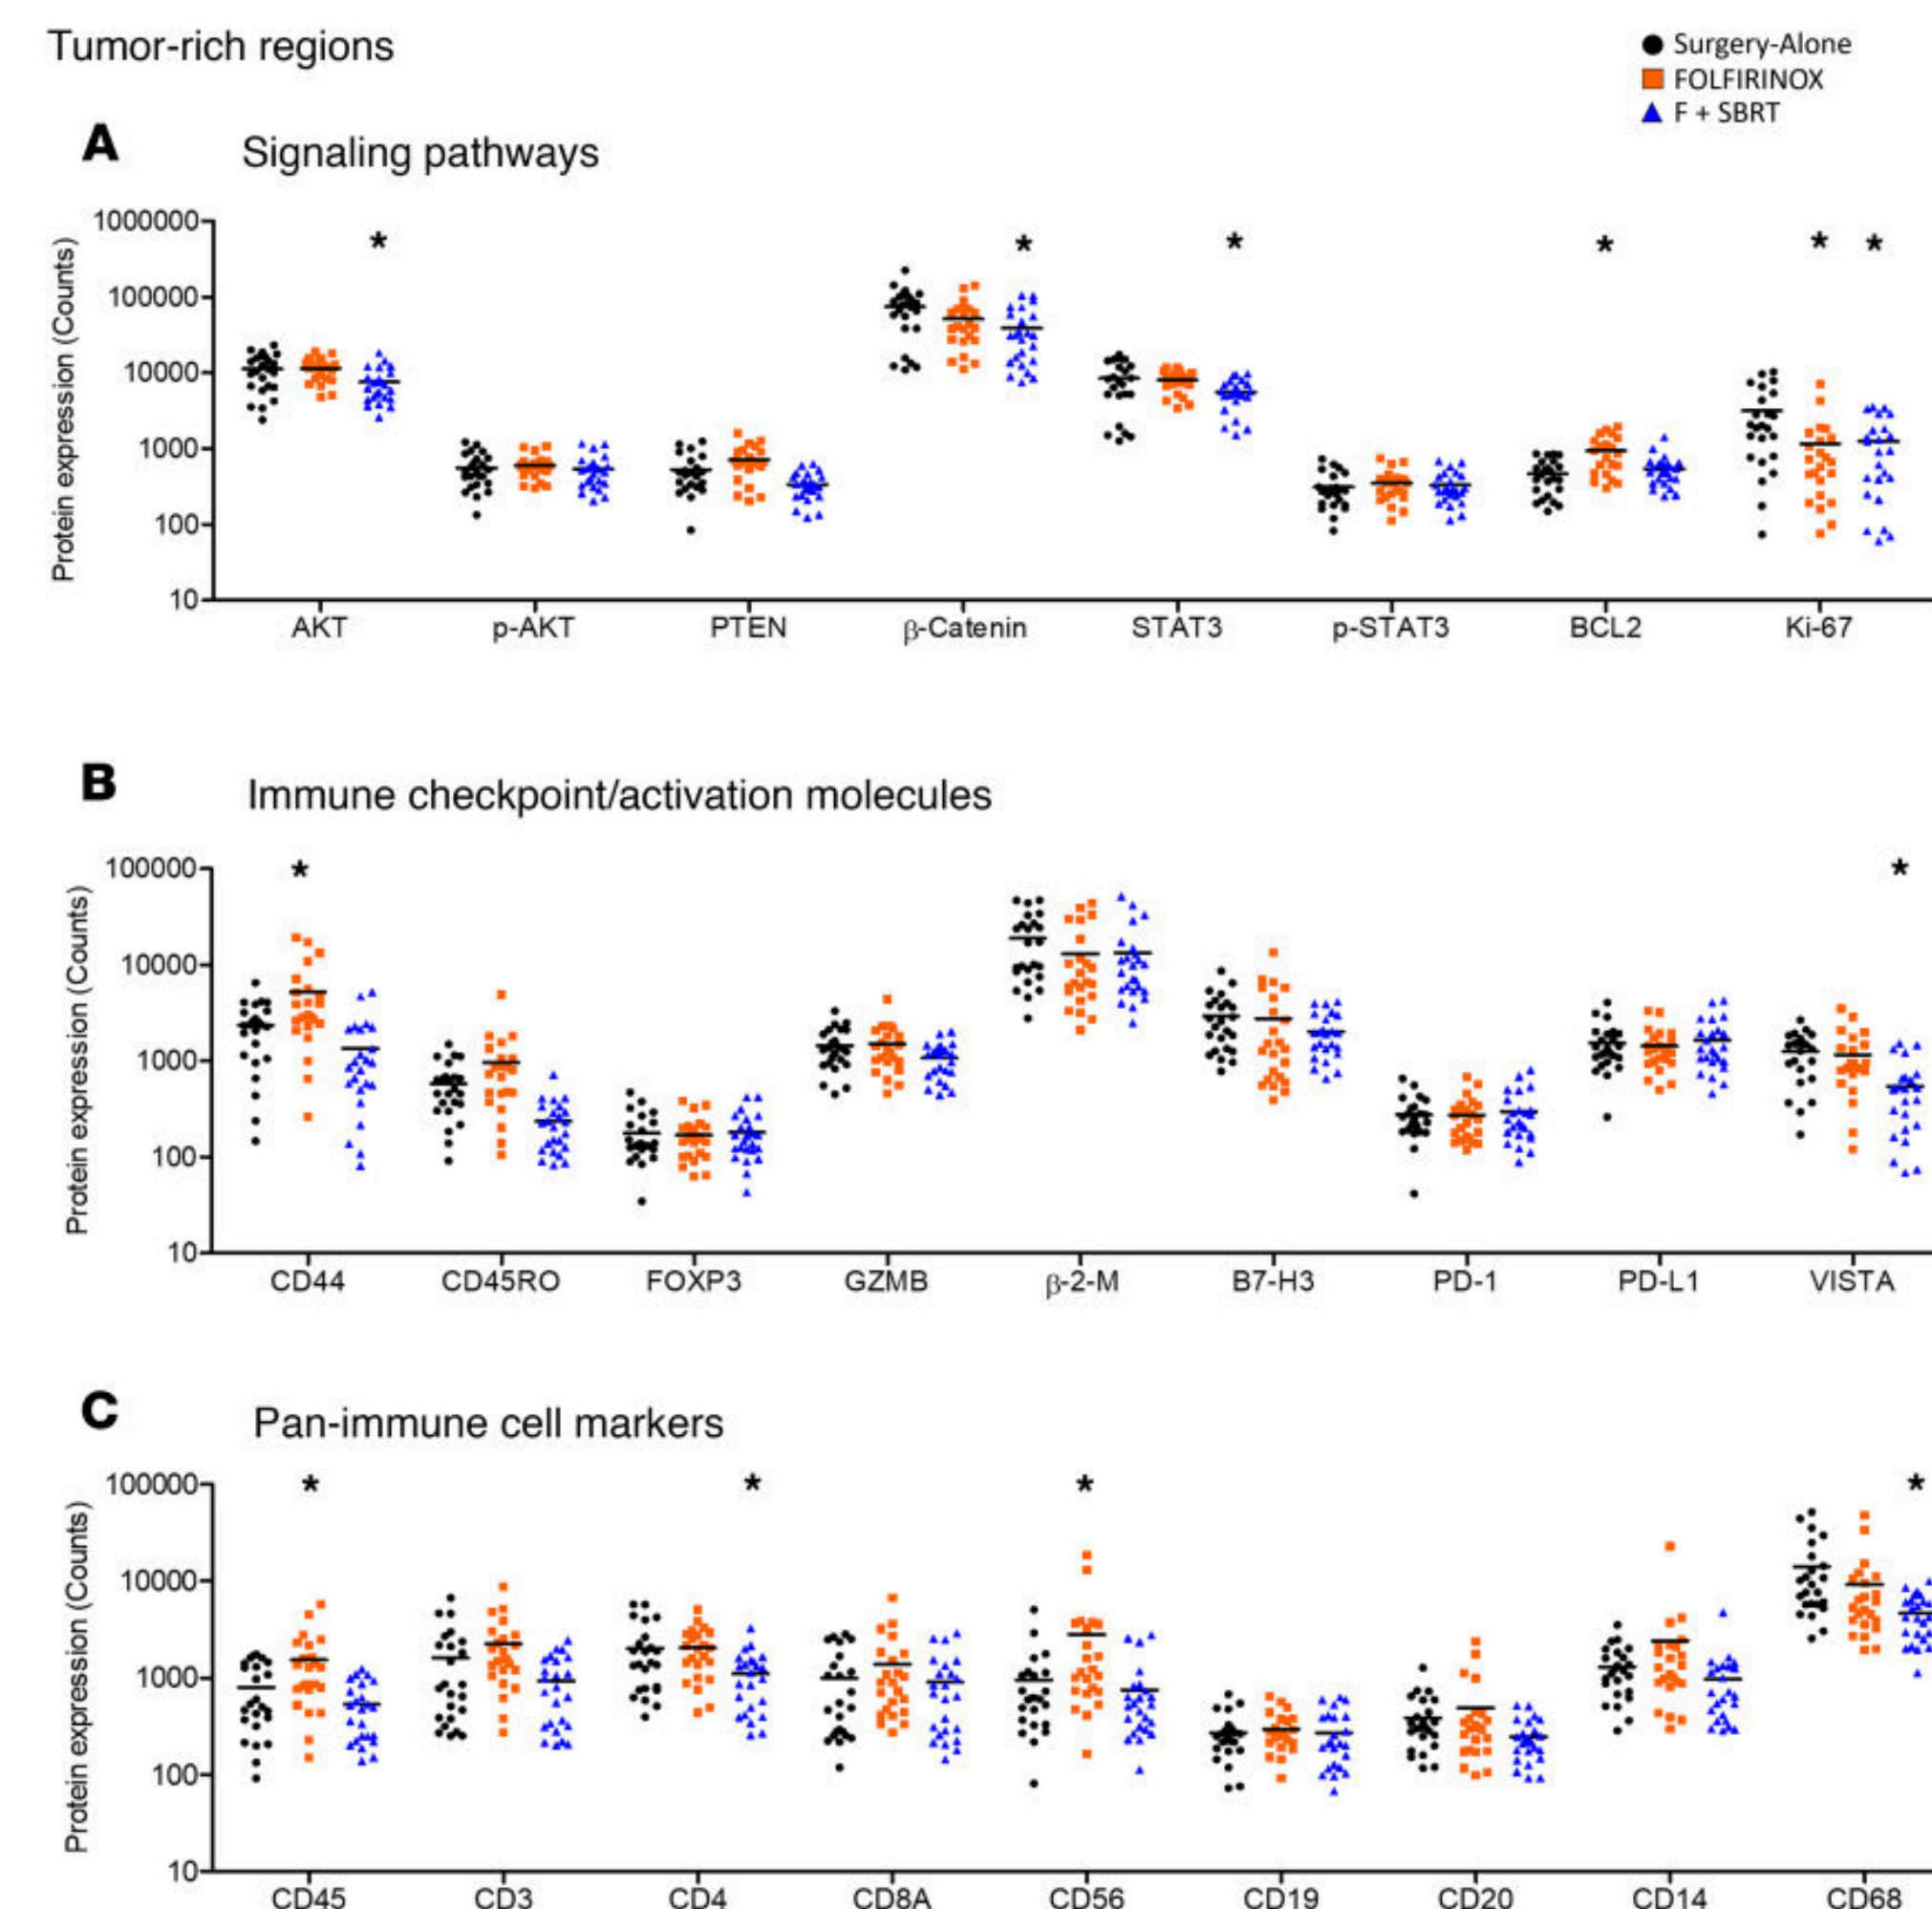 Tumor-rich regions
Surgery-Alone
FOLFIRINOX
F + SBRT
A Signaling pathways
Protein expression (Counts)
1000000
100000
10000
1000
100
10
* * * * * *
AKT p-AKT PTEN β-Catenin STAT3 p-STAT3 BCL2 Ki-67
B Immune checkpoint/activation molecules
Protein expression (Counts)
100000
10000
1000
100
10
* *
CD44 CD45RO FOXP3 GZMB β-2-M B7-H3 PD-1 PD-L1 VISTA
C Pan-immune cell markers
Protein expression (Counts)
100000
10000
1000
100
10
* * * *
CD45 CD3 CD4 CD8A CD56 CD19 CD20 CD14 CD68